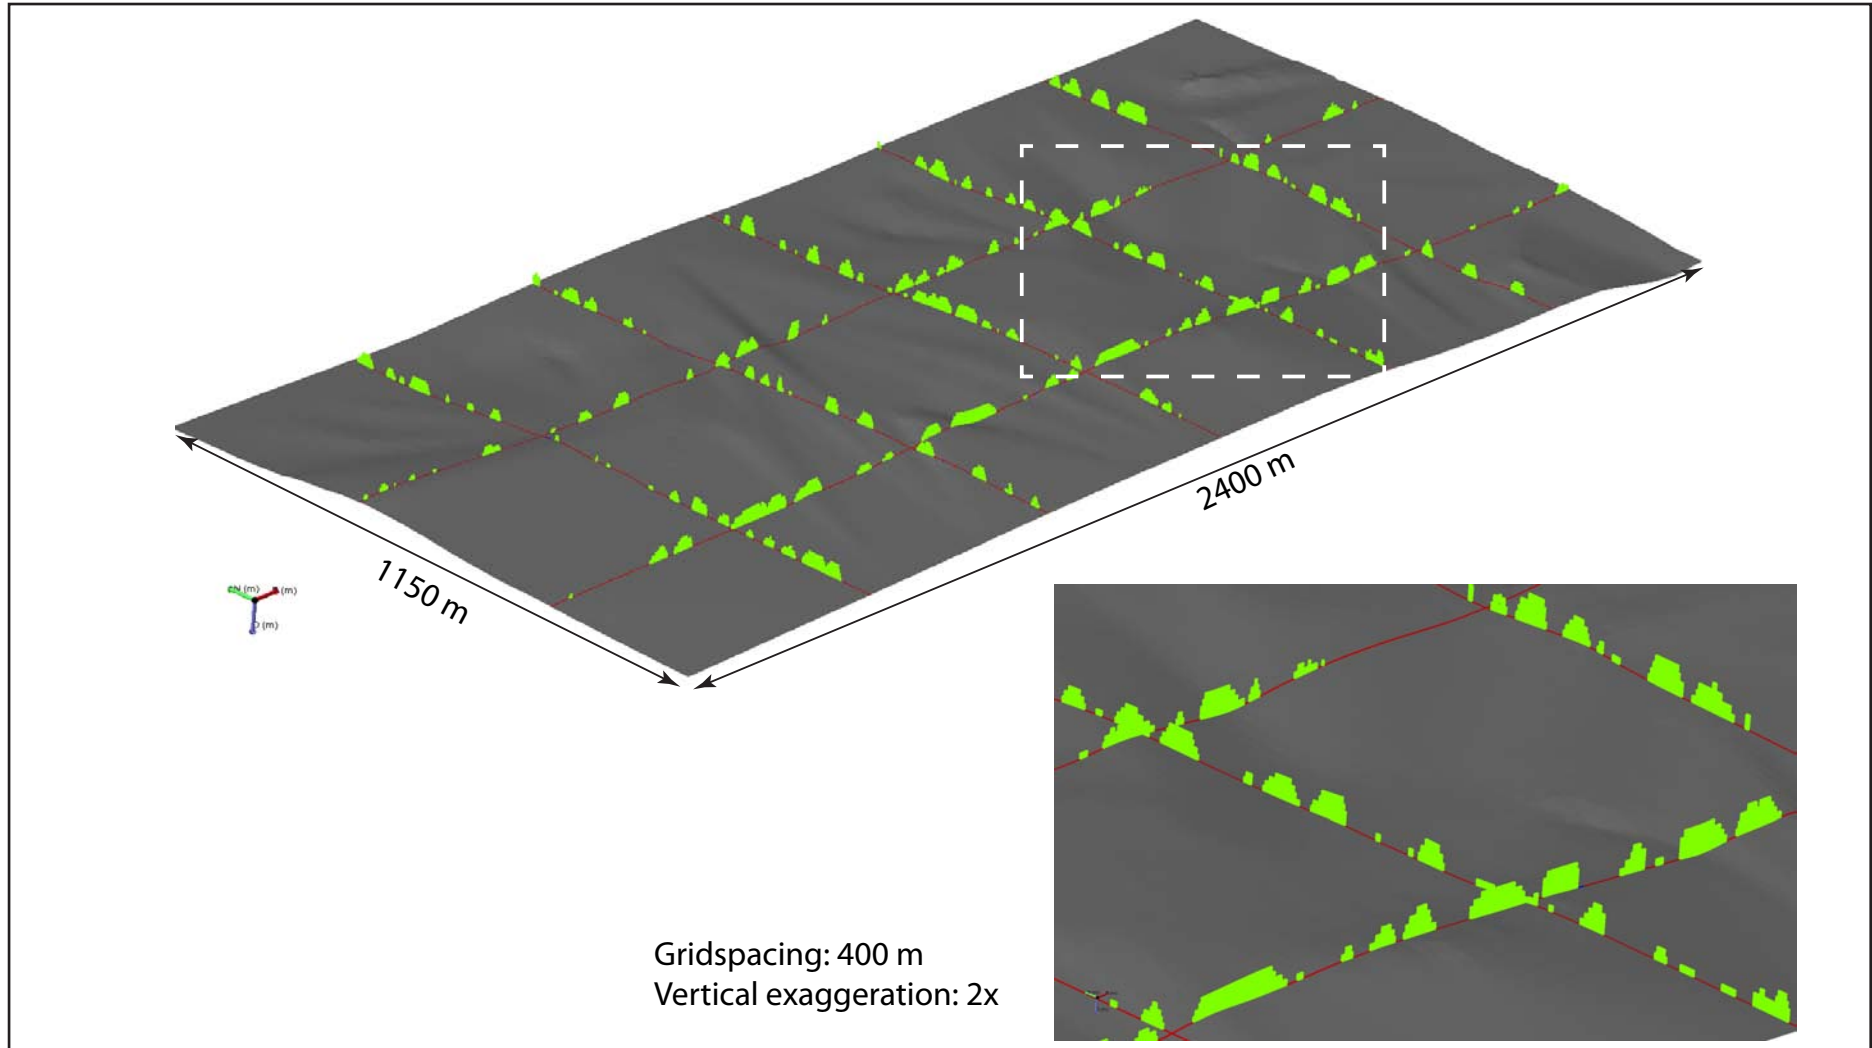 2400 m
1150 m
(m)
(m)
(m)
Gridspacing: 400 m
Vertical exaggeration: 2x